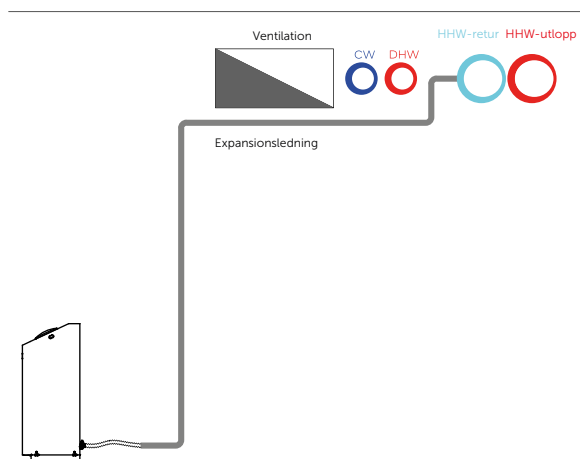 Ventilation
HHW-retur HHW-utlopp
CW DHW
Expansionsledning